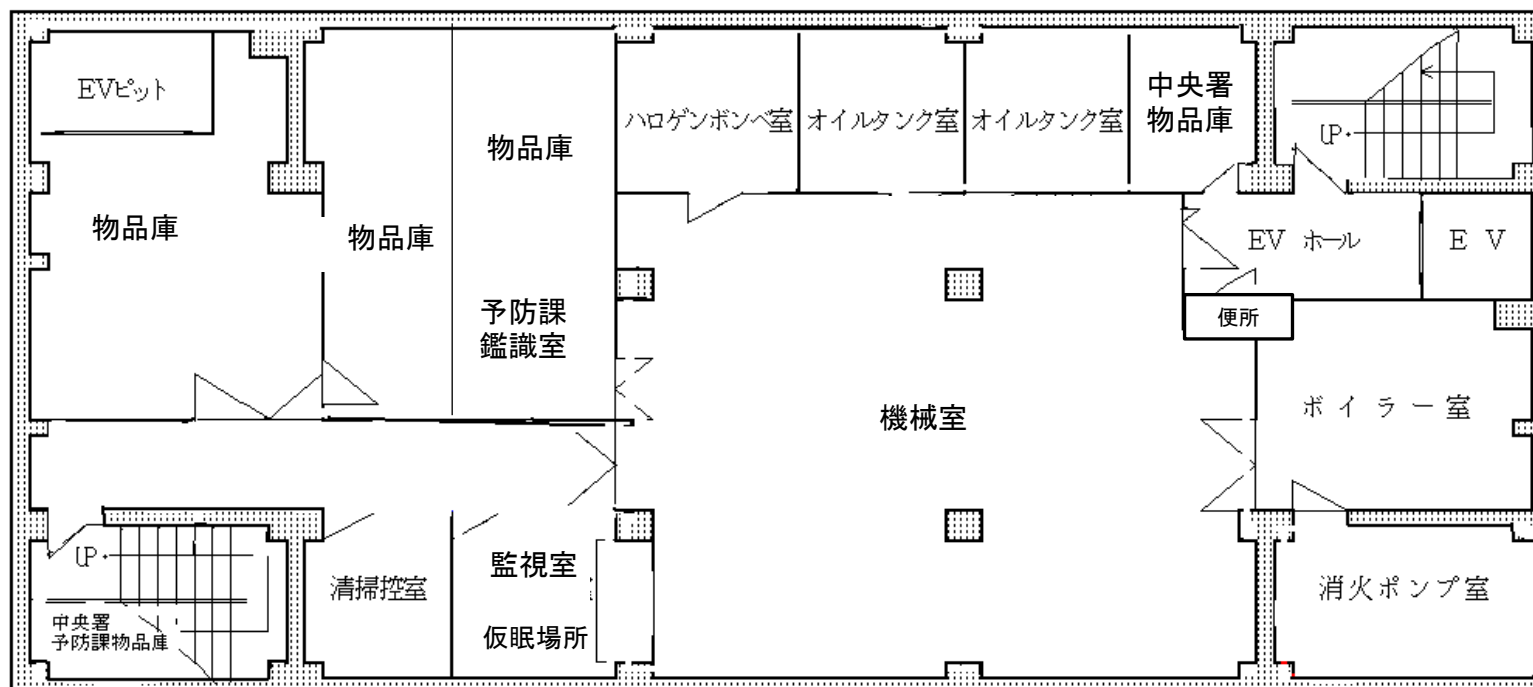 EVピット
物品庫
物品庫
物品庫
予防課
鑑識室
ハロゲンボンベ室
オイルタンク室
オイルタンク室
中央署
物品庫
UP
EV ホール
E V
便所
機械室
ボイラー室
UP
中央署
予防課物品庫
清掃控室
監視室
仮眠場所
消火ポンプ室